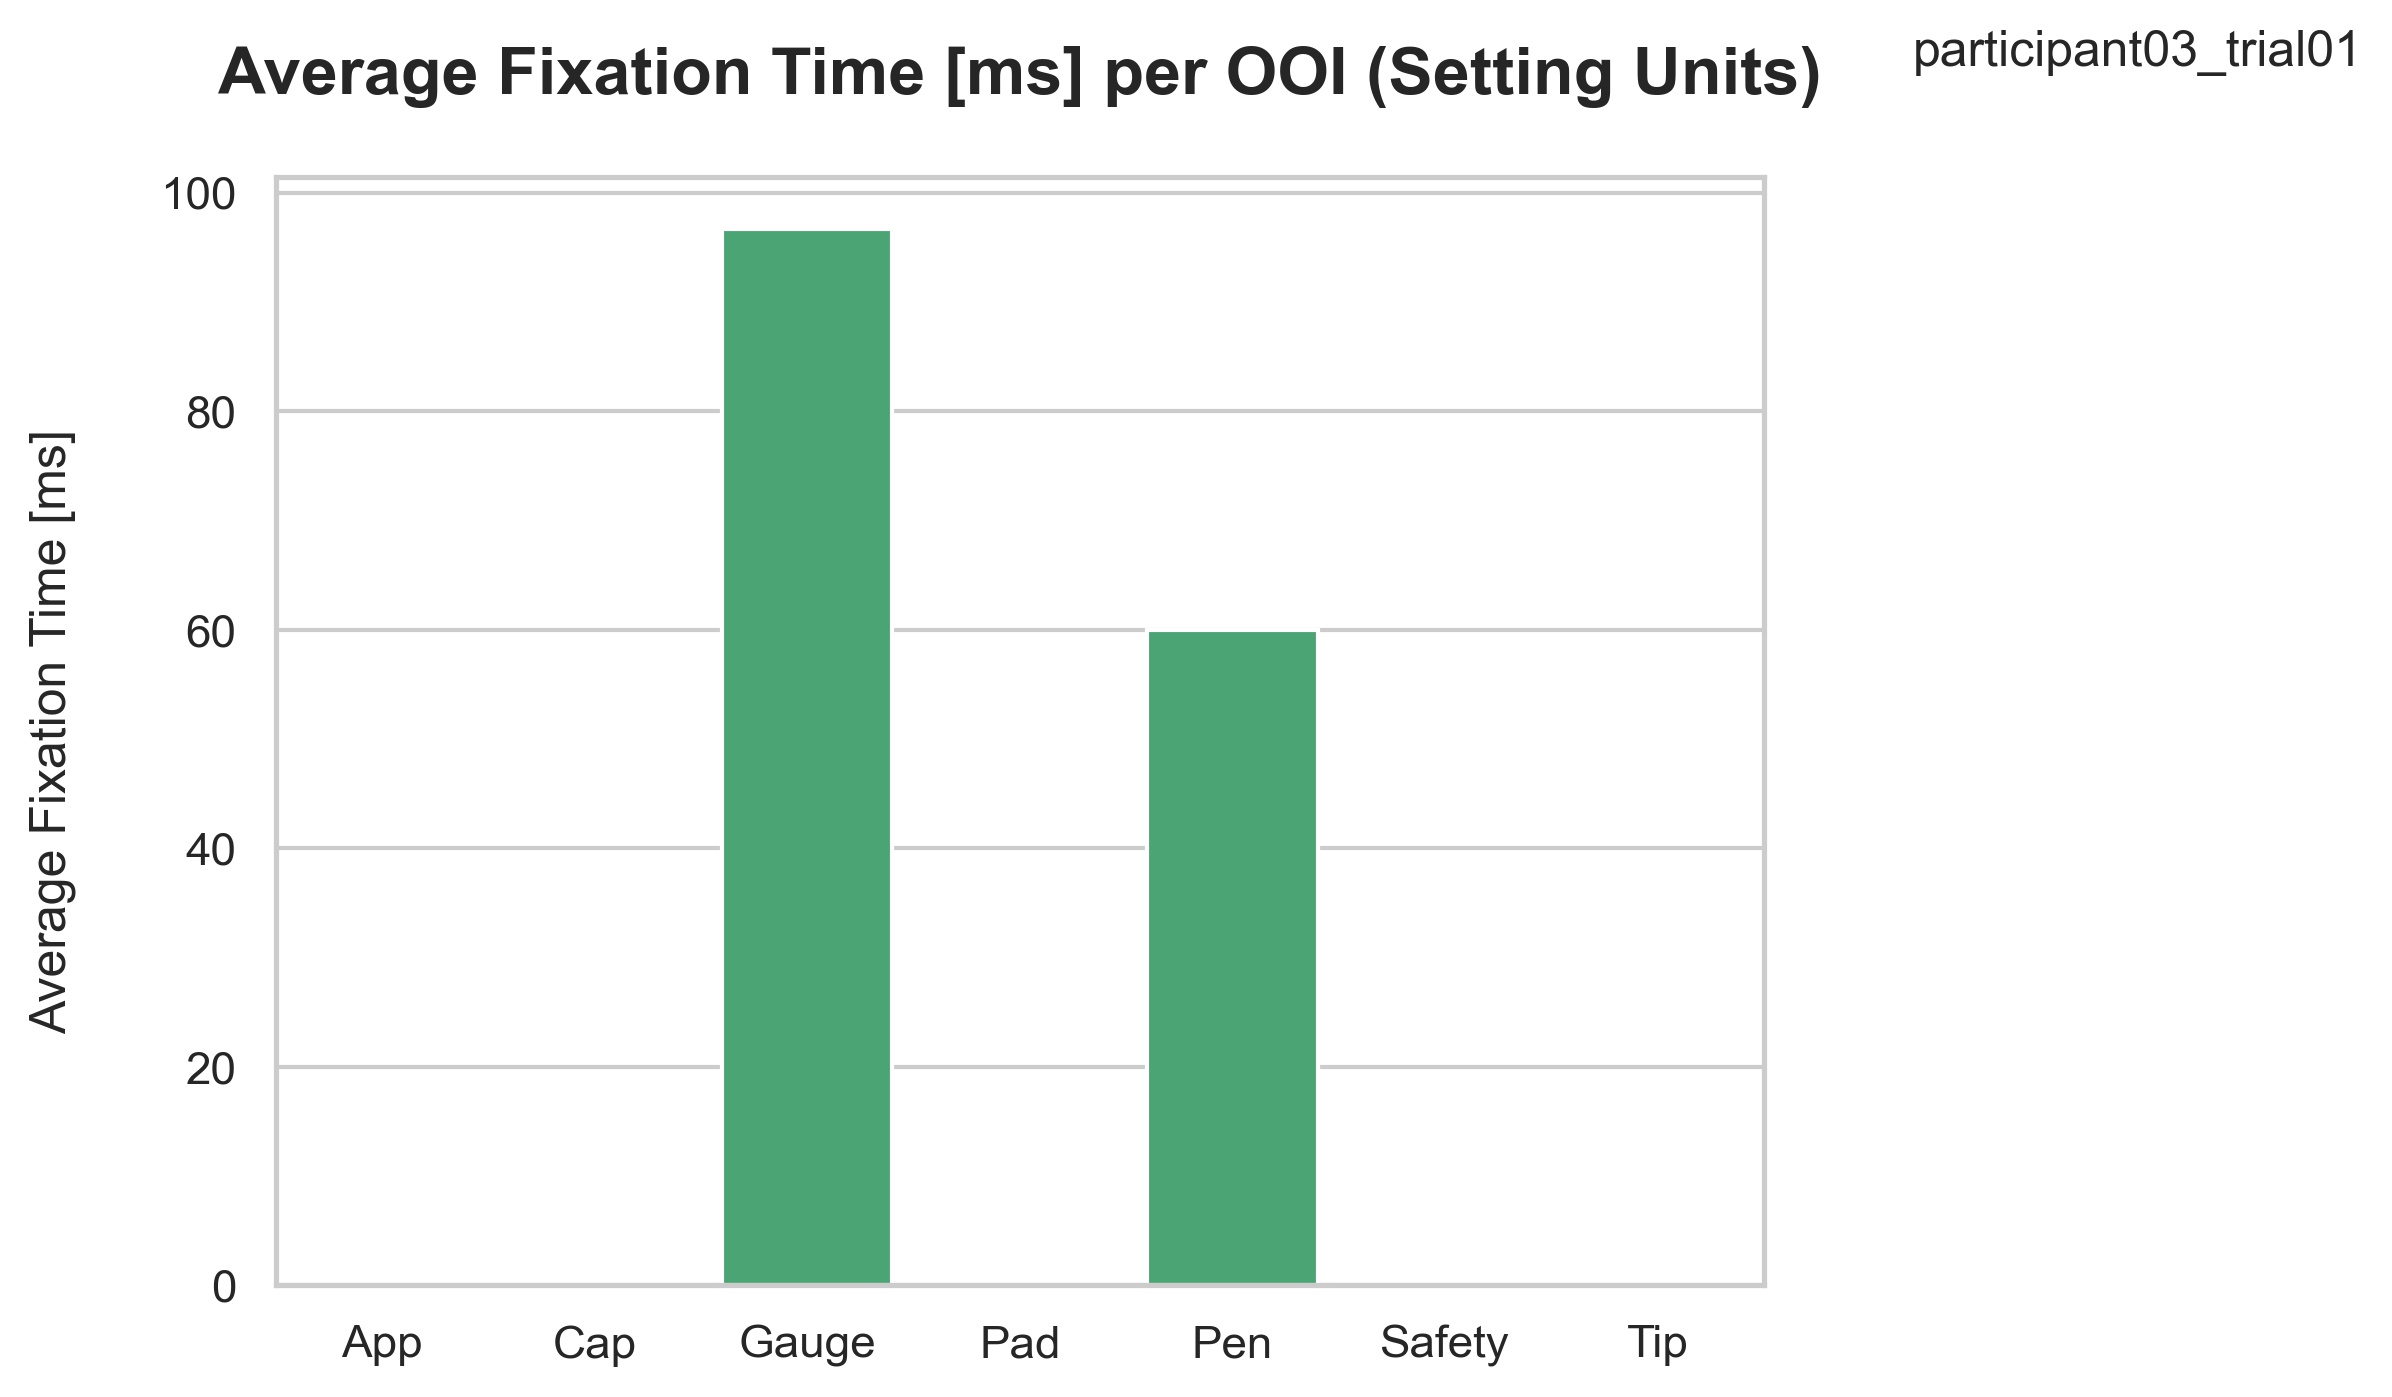 participant03_trial01
Average Fixation Time [ms] per OOI (Setting Units)
Average Fixation Time [ms]
100
80
60
40
20
0
App Cap Gauge Pad Pen Safety Tip